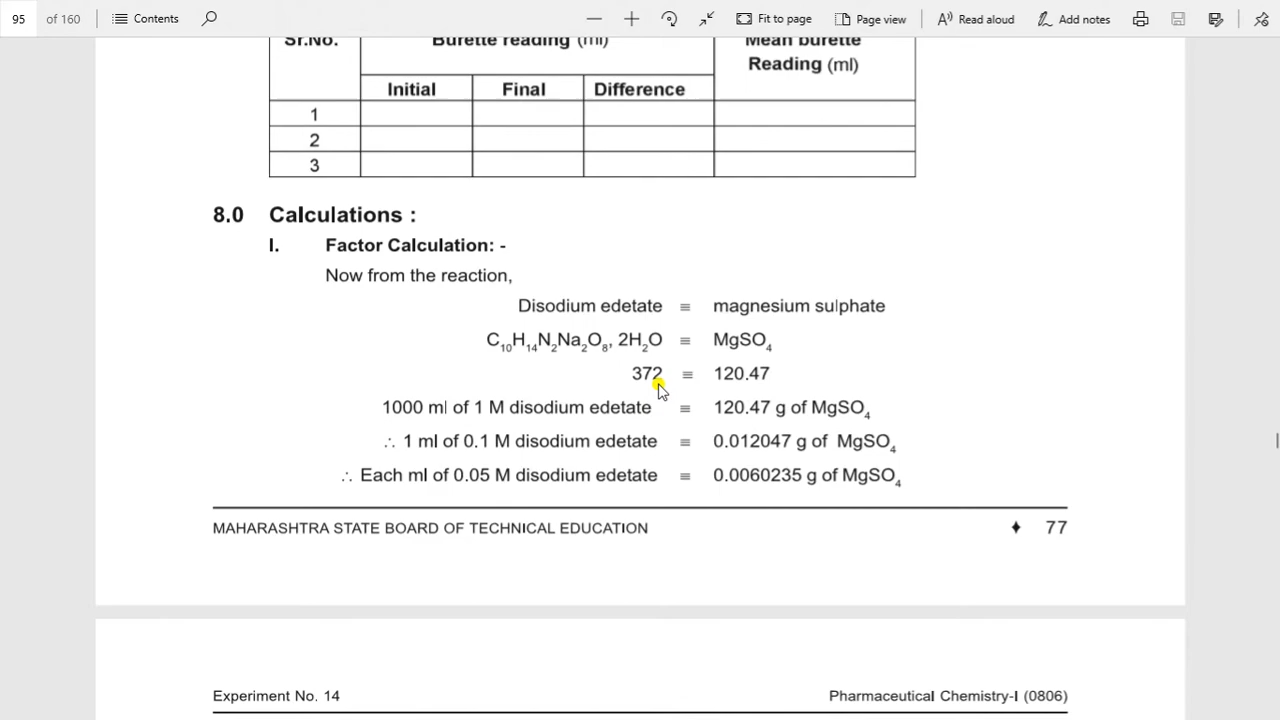 95 of 160 Contents Fit to page Page view Read aloud Add notes
Sr.No. Burette reading (ml) Mean burette
Reading (ml)
Initial Final Difference
1
2
3
8.0 Calculations :
I. Factor Calculation: -
Now from the reaction,
Disodium edetate ≡ magnesium sulphate
C₁₀H₁₄N₂Na₂O₈, 2H₂O ≡ MgSO₄
372 ≡ 120.47
1000 ml of 1 M disodium edetate ≡ 120.47 g of MgSO₄
∴ 1 ml of 0.1 M disodium edetate ≡ 0.012047 g of MgSO₄
∴ Each ml of 0.05 M disodium edetate ≡ 0.0060235 g of MgSO₄
MAHARASHTRA STATE BOARD OF TECHNICAL EDUCATION ♦ 77
Experiment No. 14 Pharmaceutical Chemistry-I (0806)